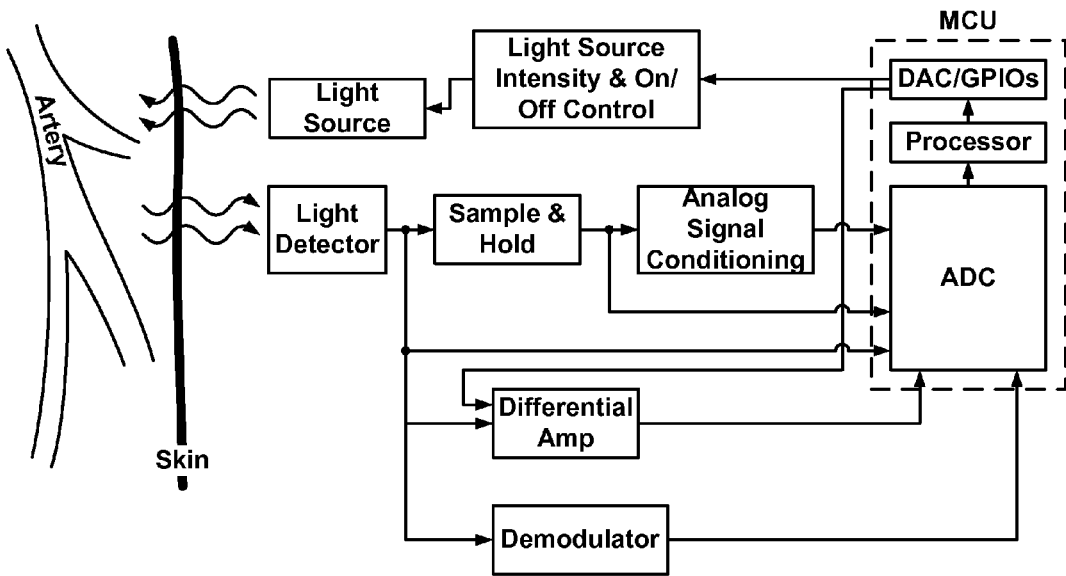 MCU
Light Source
Intensity & On/
Off Control
DAC/GPIOs
Light
Source
Artery
Processor
Light
Detector
Sample &
Hold
Analog
Signal
Conditioning
ADC
Differential
Amp
Skin
Demodulator